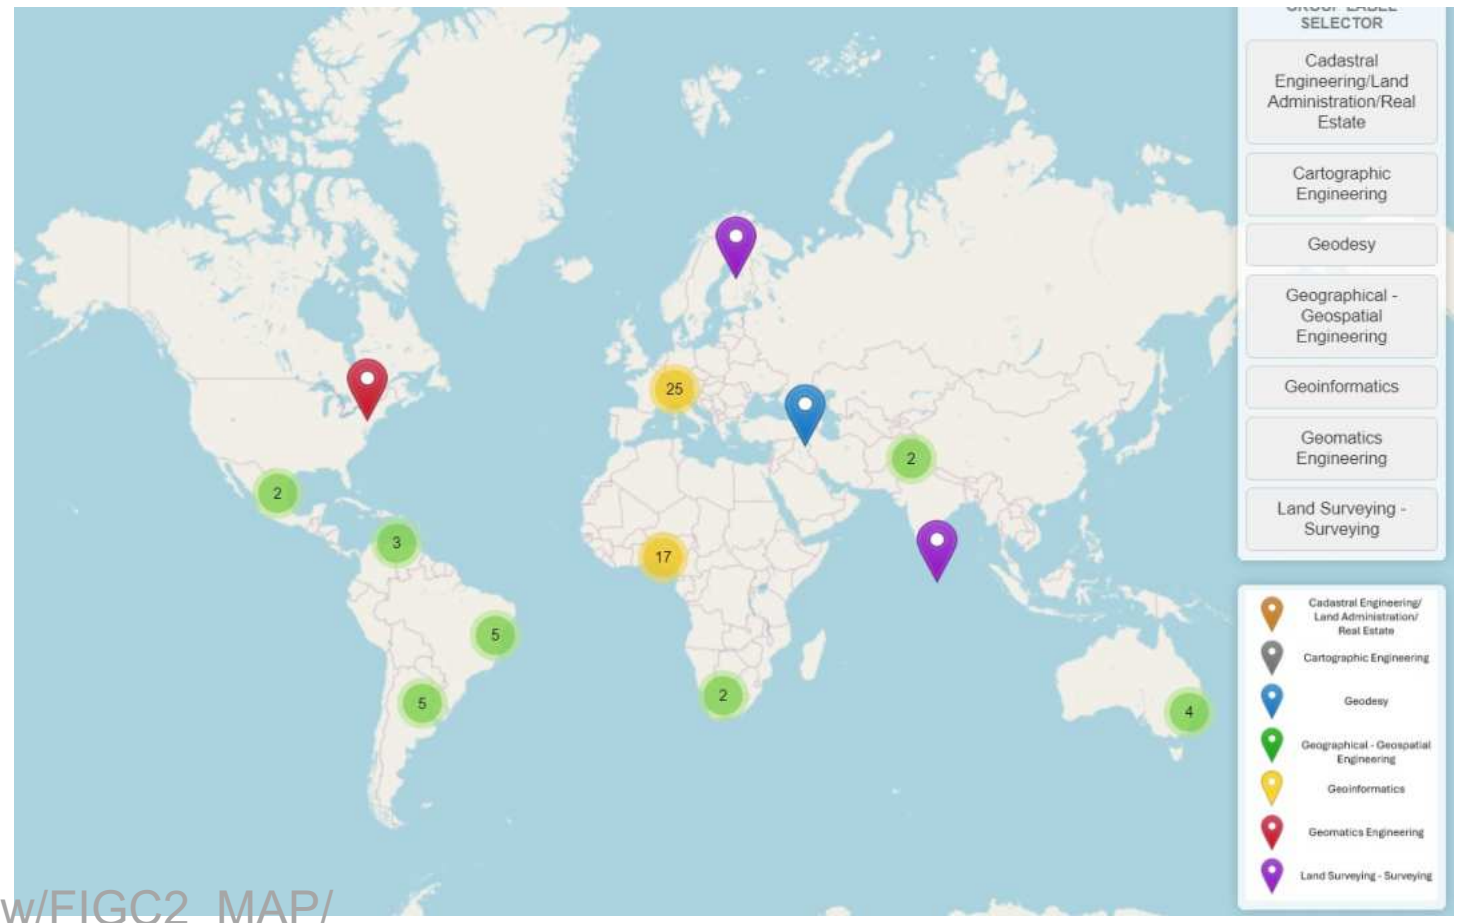 SELECTOR
Cadastral
Engineering/Land
Administration/Real
Estate
Cartographic
Engineering
Geodesy
Geographical -
Geospatial
Engineering
Geoinformatics
Geomatics
Engineering
Land Surveying -
Surveying
25
2
2
3
17
5
5
2
4
Cadastral Engineering/
Land Administration/
Real Estate
Cartographic Engineering
Geodesy
Geographical - Geospatial
Engineering
Geoinformatics
Geomatics Engineering
Land Surveying - Surveying
w/FIGC2_MAP/